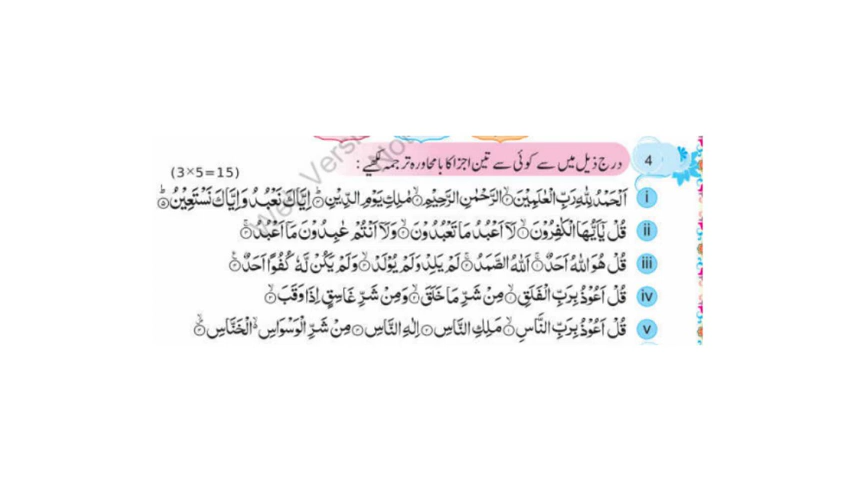 4 درج ذیل میں سے کوئی سے تین اجزا کا بامحاورہ ترجمہ لکھیے :
(3×5=15)
i اَلْحَمْدُ لِلّٰهِ رَبِّ الْعٰلَمِیْنَۙ۝ الرَّحْمٰنِ الرَّحِیْمِۙ۝ مٰلِكِ یَوْمِ الدِّیْنِؕ۝ اِیَّاكَ نَعْبُدُ وَ اِیَّاكَ نَسْتَعِیْنُؕ۝
ii قُلْ یٰۤاَیُّهَا الْكٰفِرُوْنَۙ۝ لَاۤ اَعْبُدُ مَا تَعْبُدُوْنَۙ۝ وَ لَاۤ اَنْتُمْ عٰبِدُوْنَ مَاۤ اَعْبُدُۚ۝
iii قُلْ هُوَ اللّٰهُ اَحَدٌۚ۝ اَللّٰهُ الصَّمَدُۚ۝ لَمْ یَلِدْ وَ لَمْ یُوْلَدْۙ۝ وَ لَمْ یَكُنْ لَّهٗ كُفُوًا اَحَدٌ۠۝
iv قُلْ اَعُوْذُ بِرَبِّ الْفَلَقِۙ۝ مِنْ شَرِّ مَا خَلَقَۙ۝ وَ مِنْ شَرِّ غَاسِقٍ اِذَا وَقَبَۙ۝
v قُلْ اَعُوْذُ بِرَبِّ النَّاسِۙ۝ مَلِكِ النَّاسِۙ۝ اِلٰهِ النَّاسِۙ۝ مِنْ شَرِّ الْوَسْوَاسِ ﳔ الْخَنَّاسِ۪ۙ۝